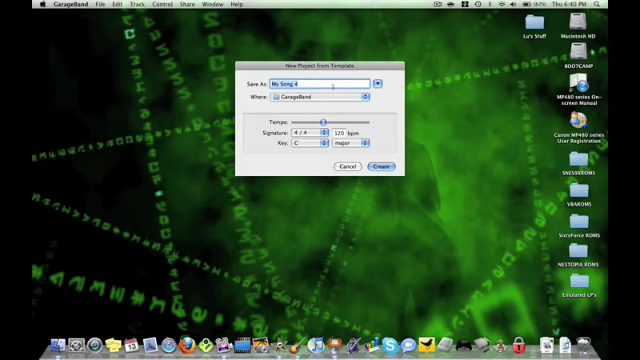 GarageBand File Edit Track Control Share Window Help
(87%) Thu 6:40 PM
New Project from Template
Save As: My Song 4
Where: GarageBand
Tempo:
Signature: 4 / 4 120 bpm
Key: C major
Cancel Create
Lu's Stuff
Macintosh HD
BOOTCAMP
MP480 series On-screen Manual
Canon MP480 series User Registration
SNES9XROMS
VBAROMS
SixtyForce ROMS
NESTOPIA ROMS
Emulated LP's